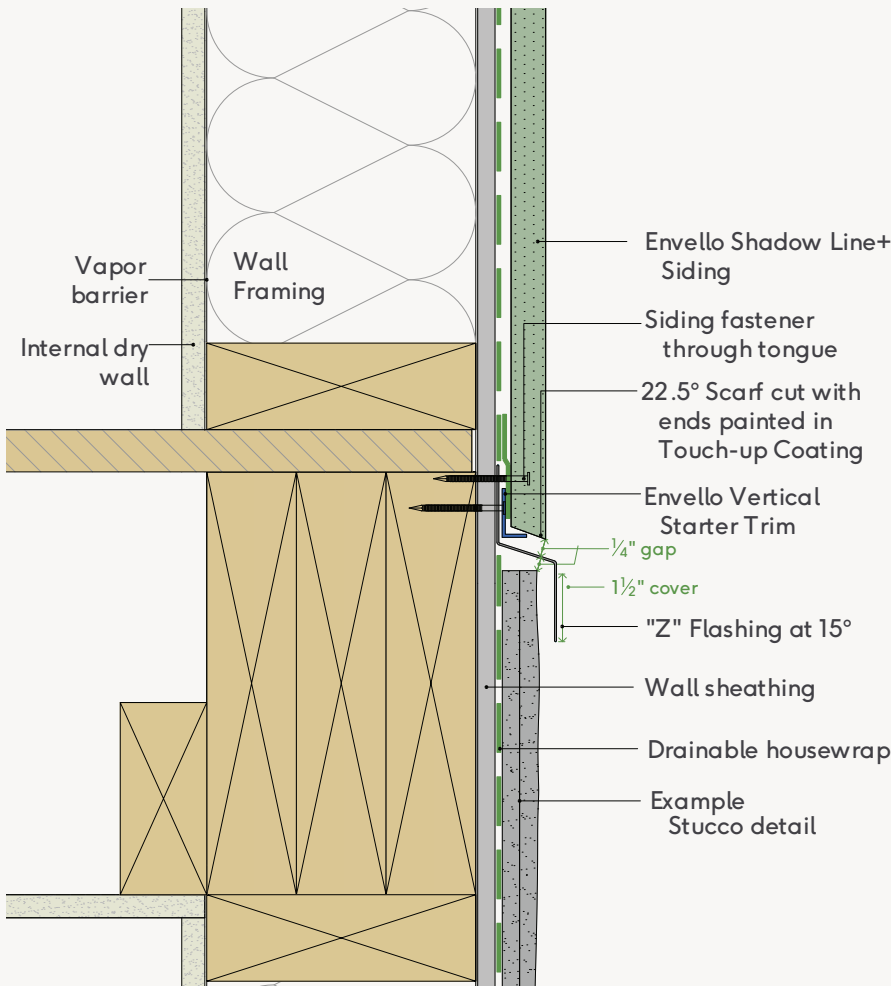 Vapor
barrier
Wall
Framing
Internal dry
wall
Envello Shadow Line+
Siding
Siding fastener
through tongue
22.5° Scarf cut with
ends painted in
Touch-up Coating
Envello Vertical
Starter Trim
¼" gap
1½" cover
"Z" Flashing at 15°
Wall sheathing
Drainable housewrap
Example
Stucco detail